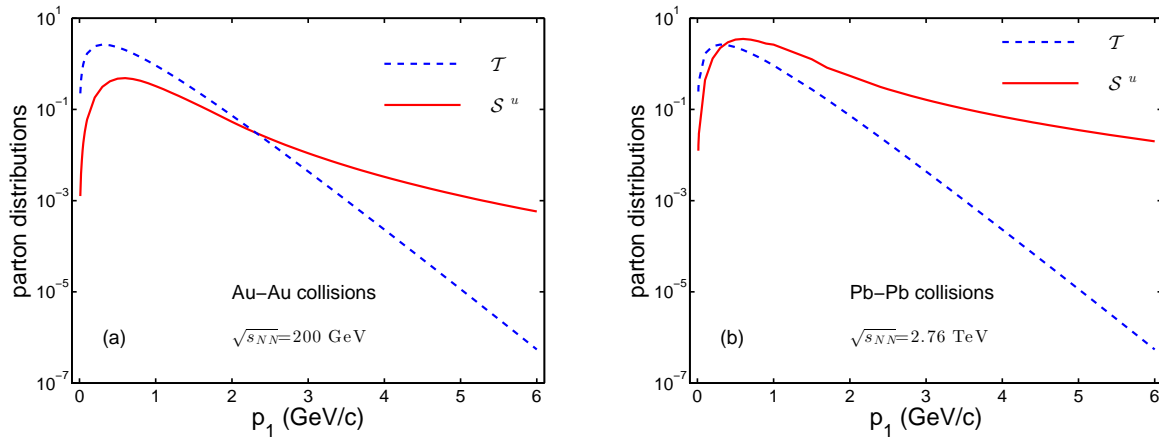 10^1
10^-1
10^-3
10^-5
10^-7
parton distributions
𝒯
𝒮 ^u
Au−Au collisions
(a)
√s_NN=200 GeV
0 1 2 3 4 5 6
p_1 (GeV/c)
10^1
10^-1
10^-3
10^-5
10^-7
parton distributions
𝒯
𝒮 ^u
Pb−Pb collisions
(b)
√s_NN=2.76 TeV
0 1 2 3 4 5 6
p_1 (GeV/c)